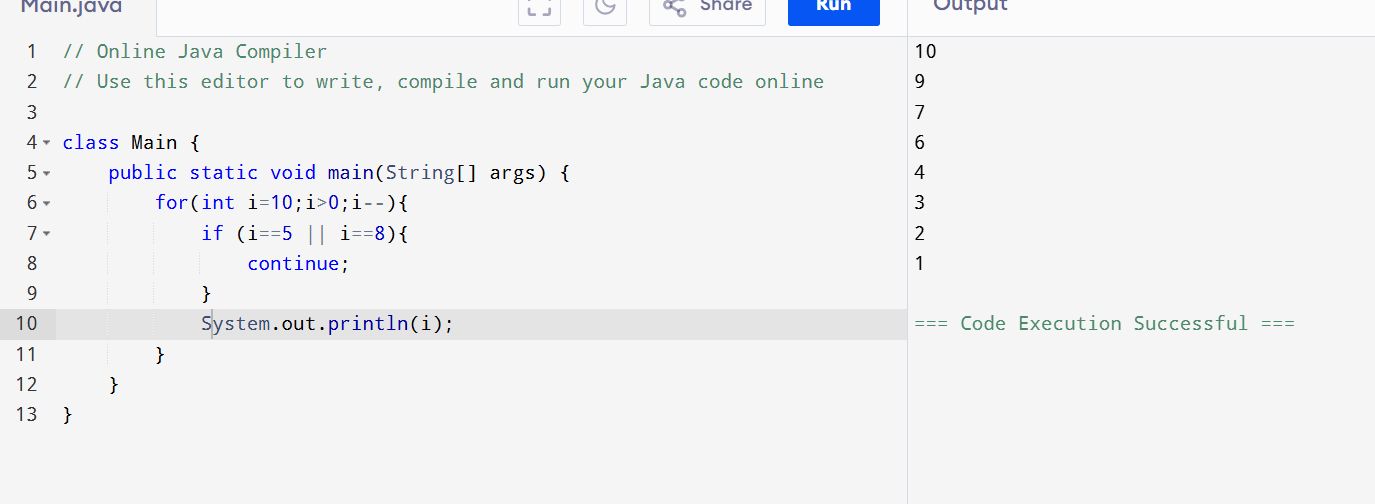 Main.java
Share
Run
Output
1 // Online Java Compiler
2 // Use this editor to write, compile and run your Java code online
3
4 class Main {
5     public static void main(String[] args) {
6         for(int i=10;i>0;i--){
7             if (i==5 || i==8){
8                 continue;
9             }
10             System.out.println(i);
11         }
12     }
13 }
10
9
7
6
4
3
2
1
=== Code Execution Successful ===